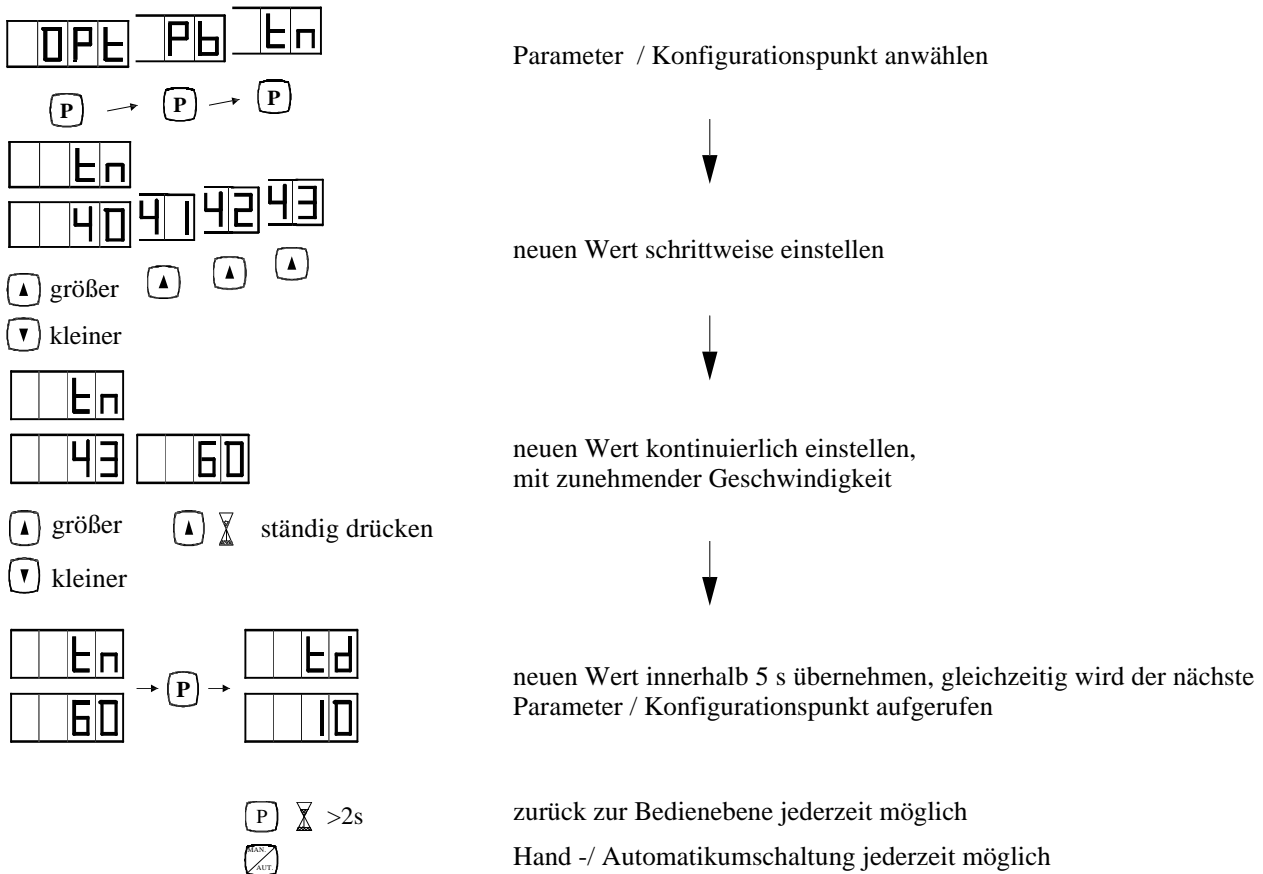 OPt Pb tn
Parameter / Konfigurationspunkt anwählen
P P P
tn
40 41 42 43
neuen Wert schrittweise einstellen
größer
kleiner
tn
43 60
neuen Wert kontinuierlich einstellen,
mit zunehmender Geschwindigkeit
größer ständig drücken
kleiner
tn td
P
60 10
neuen Wert innerhalb 5 s übernehmen, gleichzeitig wird der nächste
Parameter / Konfigurationspunkt aufgerufen
P >2s
zurück zur Bedienebene jederzeit möglich
MAN. AUT.
Hand -/ Automatikumschaltung jederzeit möglich